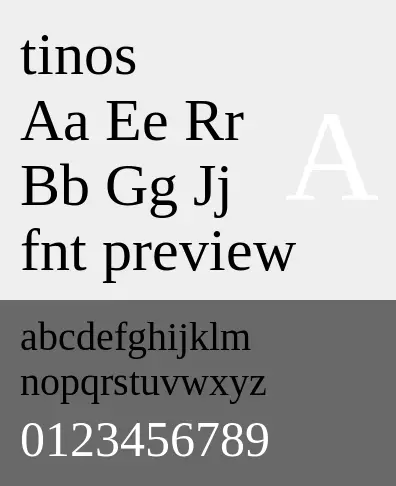 tinos
Aa Ee Rr
A
Bb Gg Jj
fnt preview
abcdefghijklm
nopqrstuvwxyz
0123456789